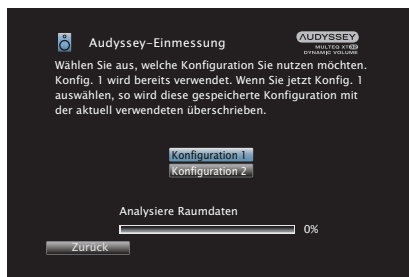 Audyssey-Einmessung
AUDYSSEY
MULTEQ XT32
DYNAMIC VOLUME
Wählen Sie aus, welche Konfiguration Sie nutzen möchten.
Konfig. 1 wird bereits verwendet. Wenn Sie jetzt Konfig. 1
auswählen, so wird diese gespeicherte Konfiguration mit
der aktuell verwendeten überschrieben.
Konfiguration 1
Konfiguration 2
Analysiere Raumdaten
0%
Zurück